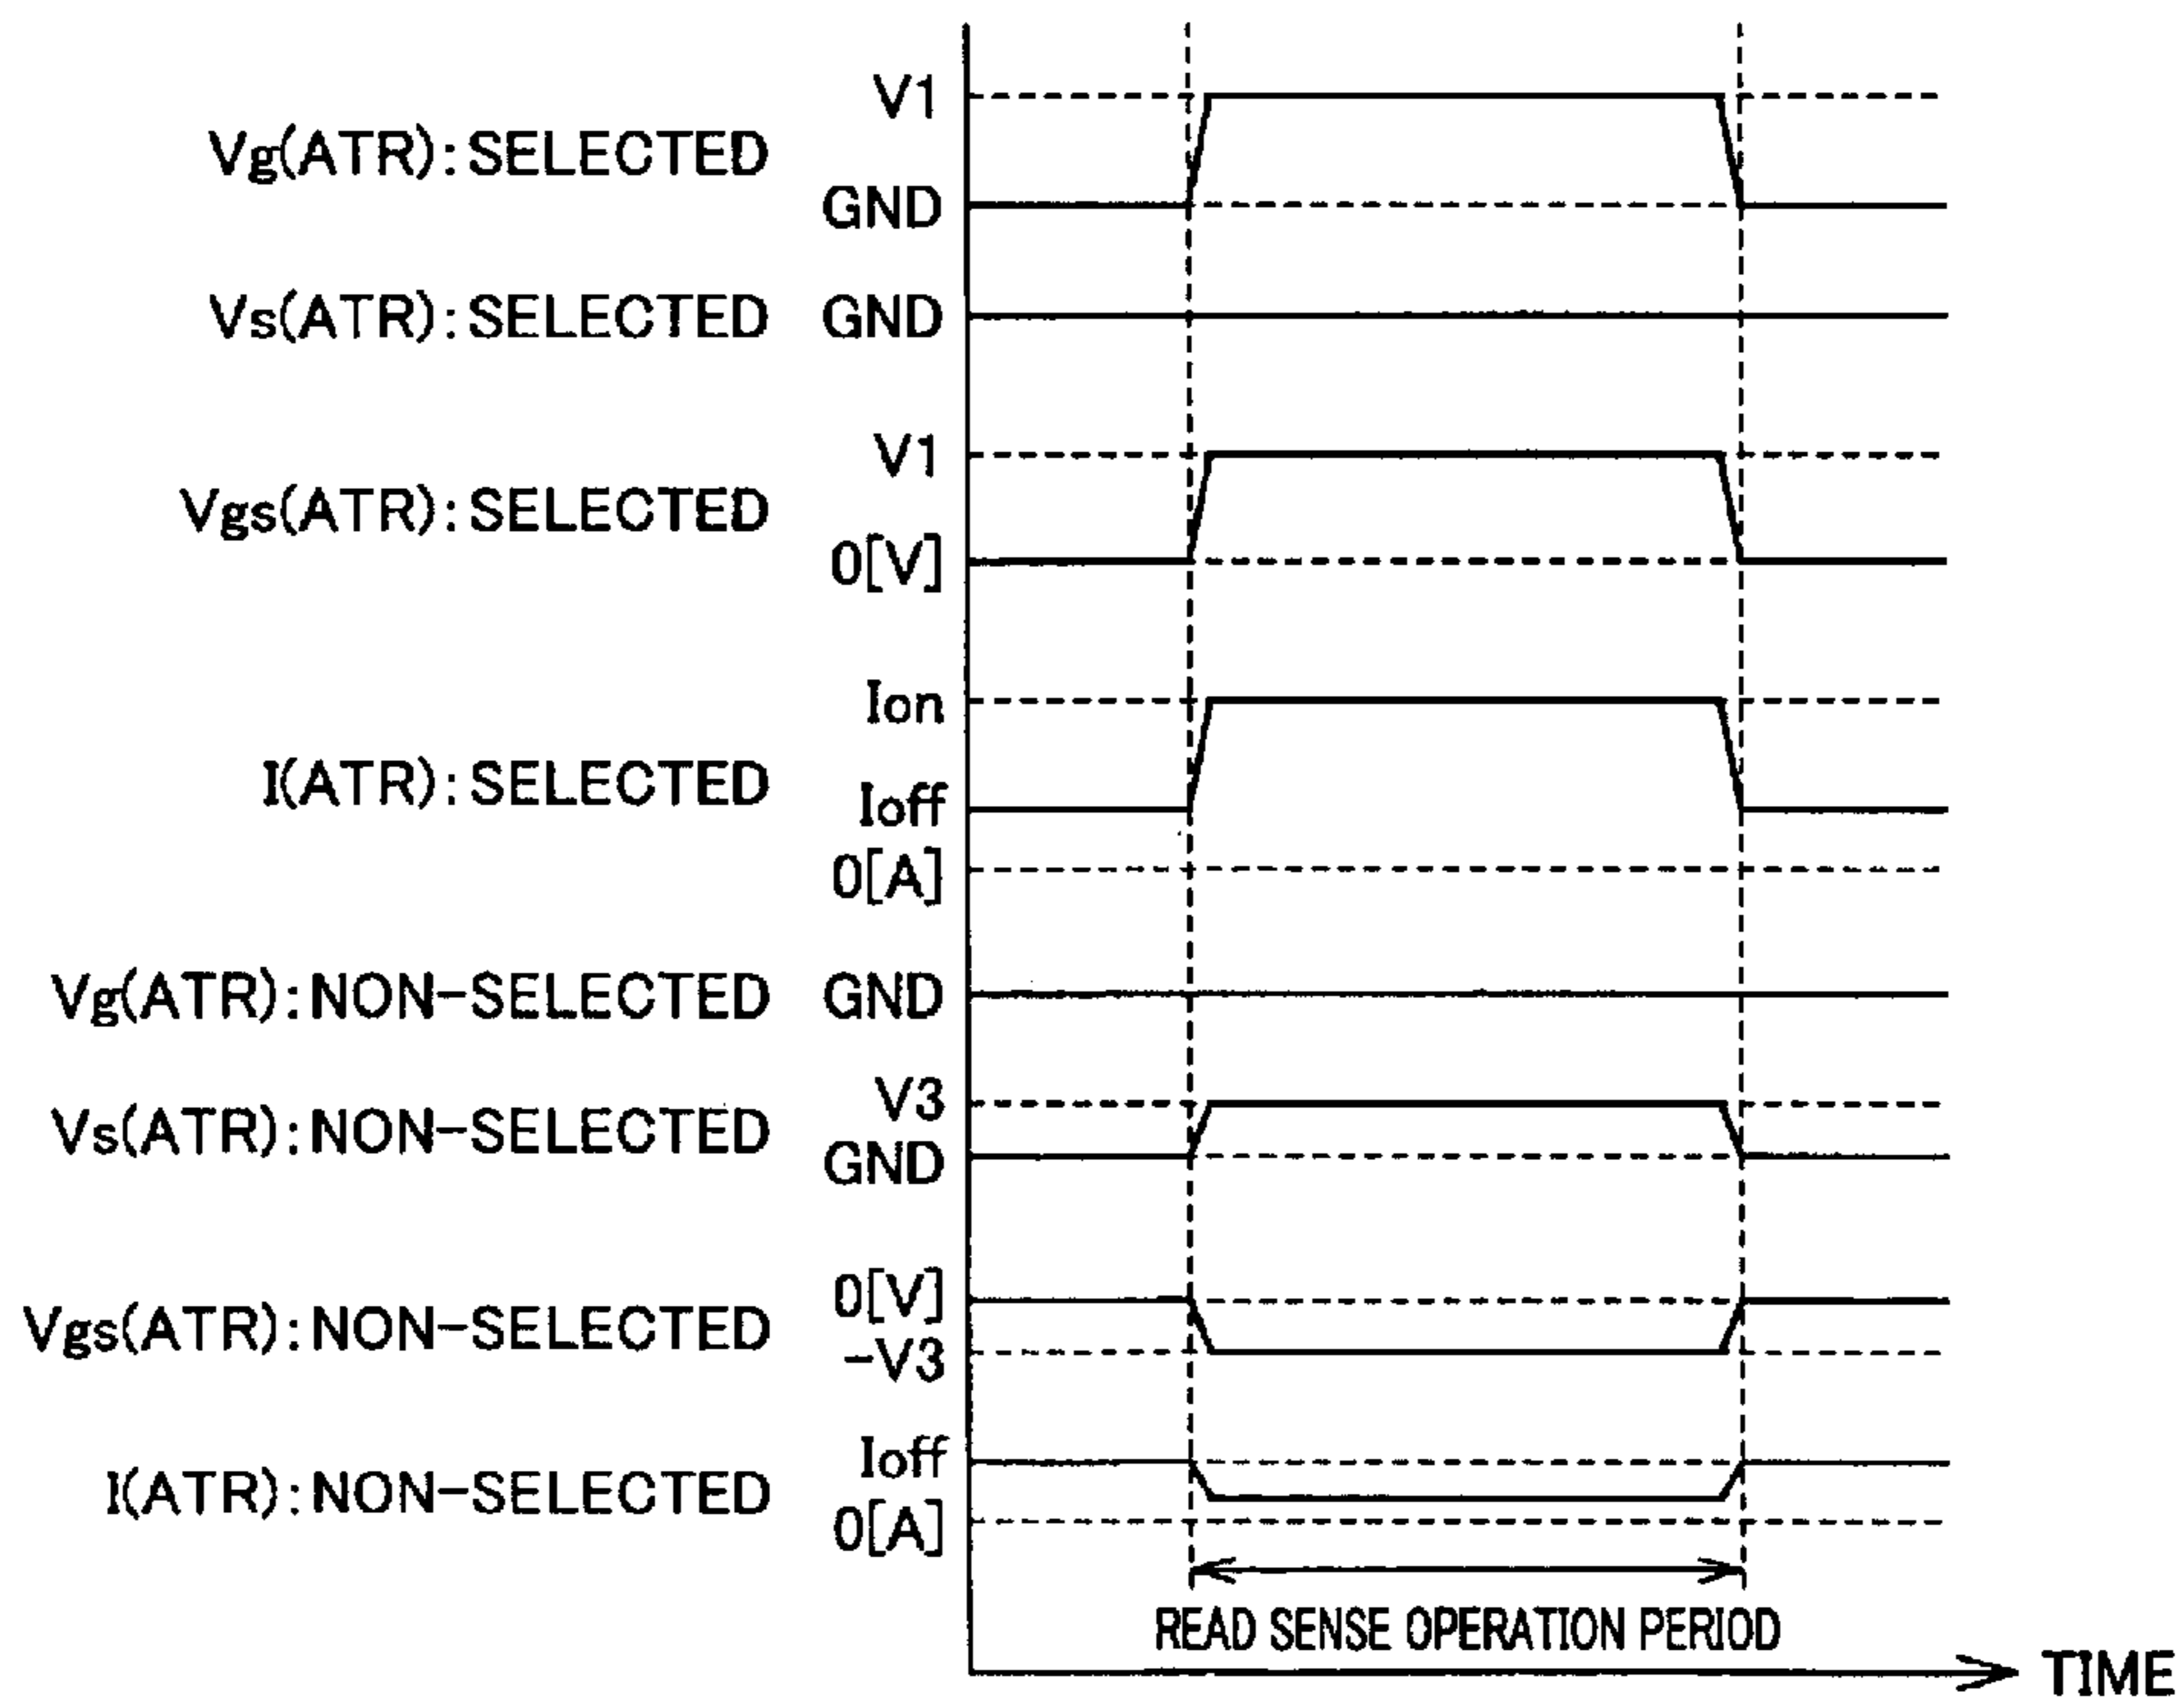 V1
Vg(ATR):SELECTED
GND
Vs(ATR):SELECTED GND
V1
Vgs(ATR):SELECTED
0[V]
Ion
I(ATR):SELECTED
Ioff
0[A]
Vg(ATR):NON-SELECTED GND
V3
Vs(ATR):NON-SELECTED
GND
0[V]
Vgs(ATR):NON-SELECTED
-V3
Ioff
I(ATR):NON-SELECTED
0[A]
READ SENSE OPERATION PERIOD
TIME